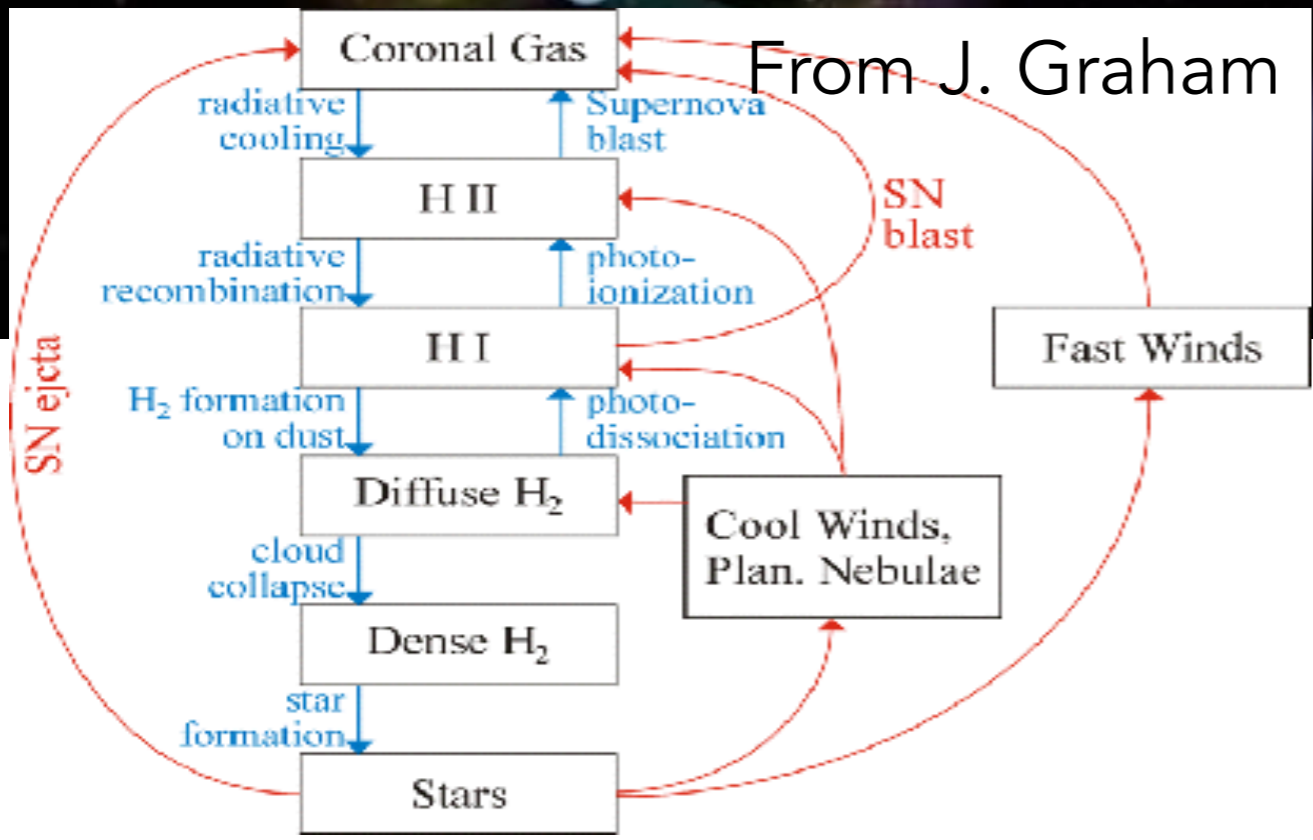 Coronal Gas
From J. Graham
radiative
cooling
Supernova
blast
H II
SN
blast
radiative
recombination
photo-
ionization
H I
Fast Winds
SN ejcta
H₂ formation
on dust
photo-
dissociation
Diffuse H₂
Cool Winds,
Plan. Nebulae
cloud
collapse
Dense H₂
star
formation
Stars